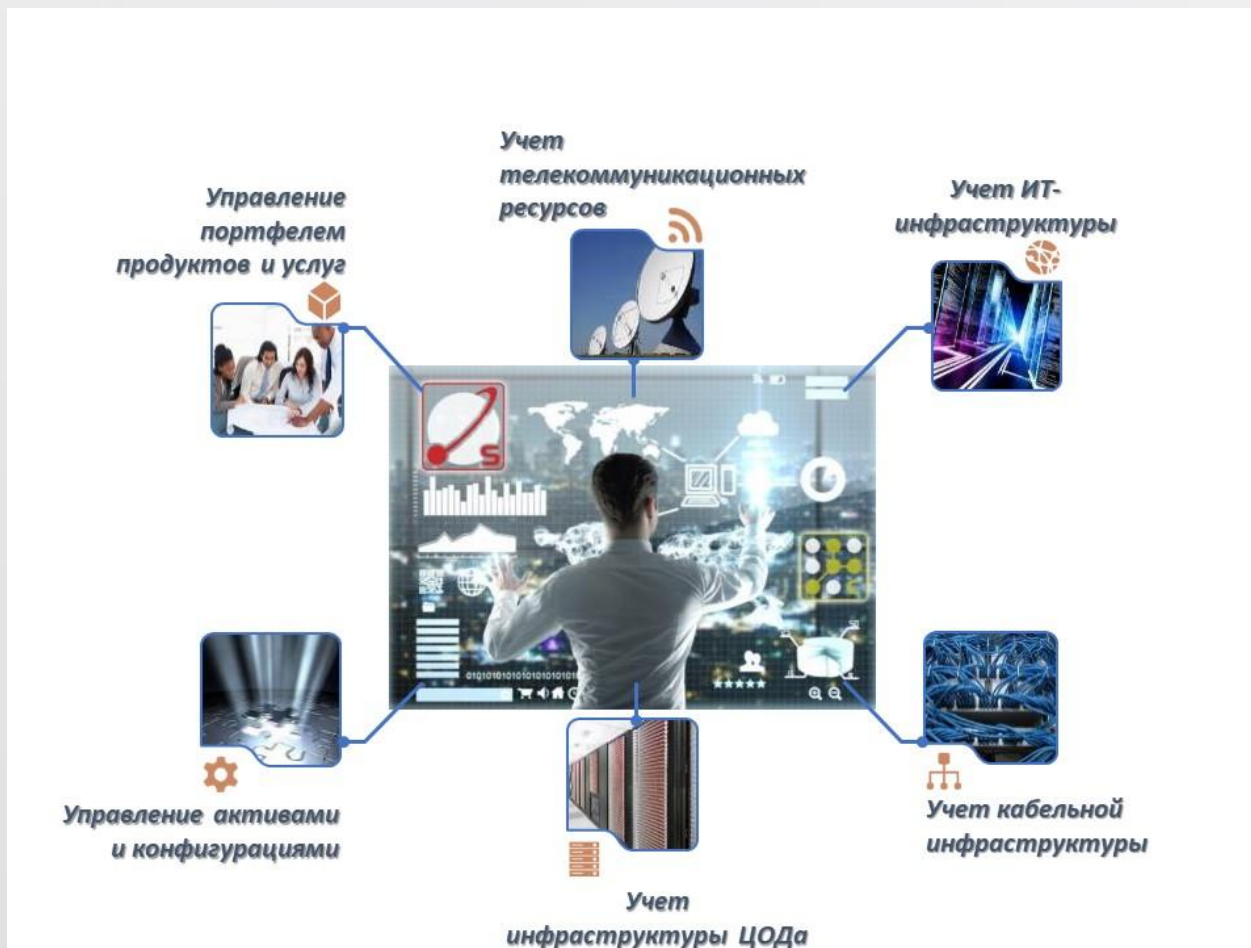 Учет
телекоммуникационных
ресурсов
Управление
портфелем
продуктов и услуг
Учет ИТ-
инфраструктуры
S
01010101010101010101010
Управление активами
и конфигурациями
Учет кабельной
инфраструктуры
Учет
инфраструктуры ЦОДа